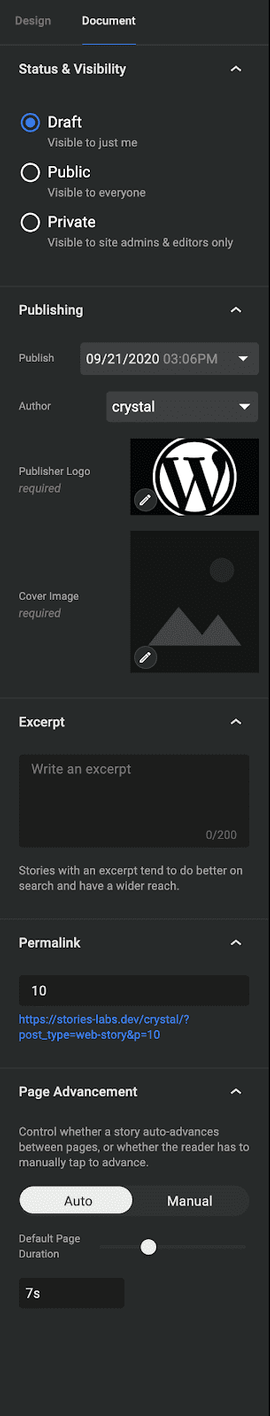 Design Document
Status & Visibility
Draft
Visible to just me
Public
Visible to everyone
Private
Visible to site admins & editors only
Publishing
Publish 09/21/2020 03:06PM
Author crystal
Publisher Logo
required
Cover Image
required
Excerpt
Write an excerpt
0/200
Stories with an excerpt tend to do better on
search and have a wider reach.
Permalink
10
https://stories-labs.dev/crystal/?
post_type=web-story&p=10
Page Advancement
Control whether a story auto-advances
between pages, or whether the reader has to
manually tap to advance.
Auto Manual
Default Page
Duration
7s